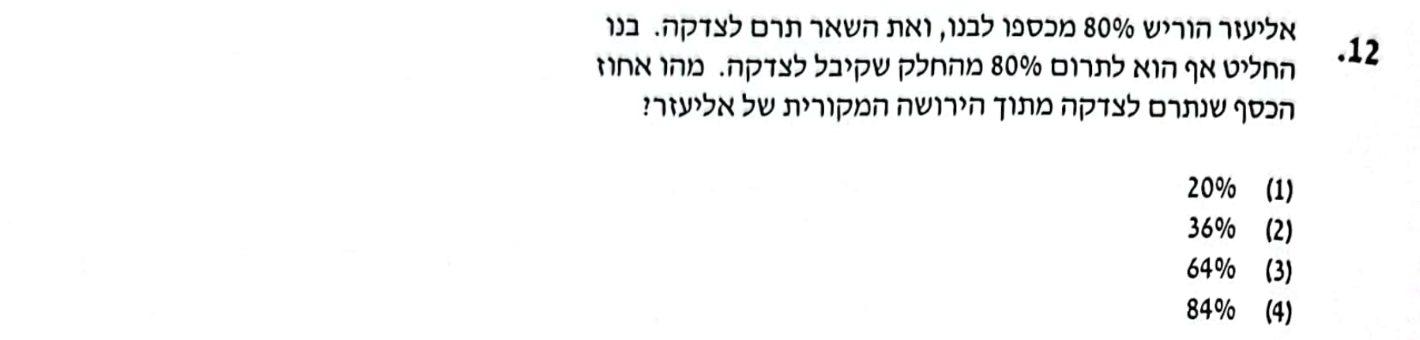 12. אליעזר הוריש 80% מכספו לבנו, ואת השאר תרם לצדקה. בנו
החליט אף הוא לתרום 80% מהחלק שקיבל לצדקה. מהו אחוז
הכסף שנתרם לצדקה מתוך הירושה המקורית של אליעזר?
(1) 20%
(2) 36%
(3) 64%
(4) 84%